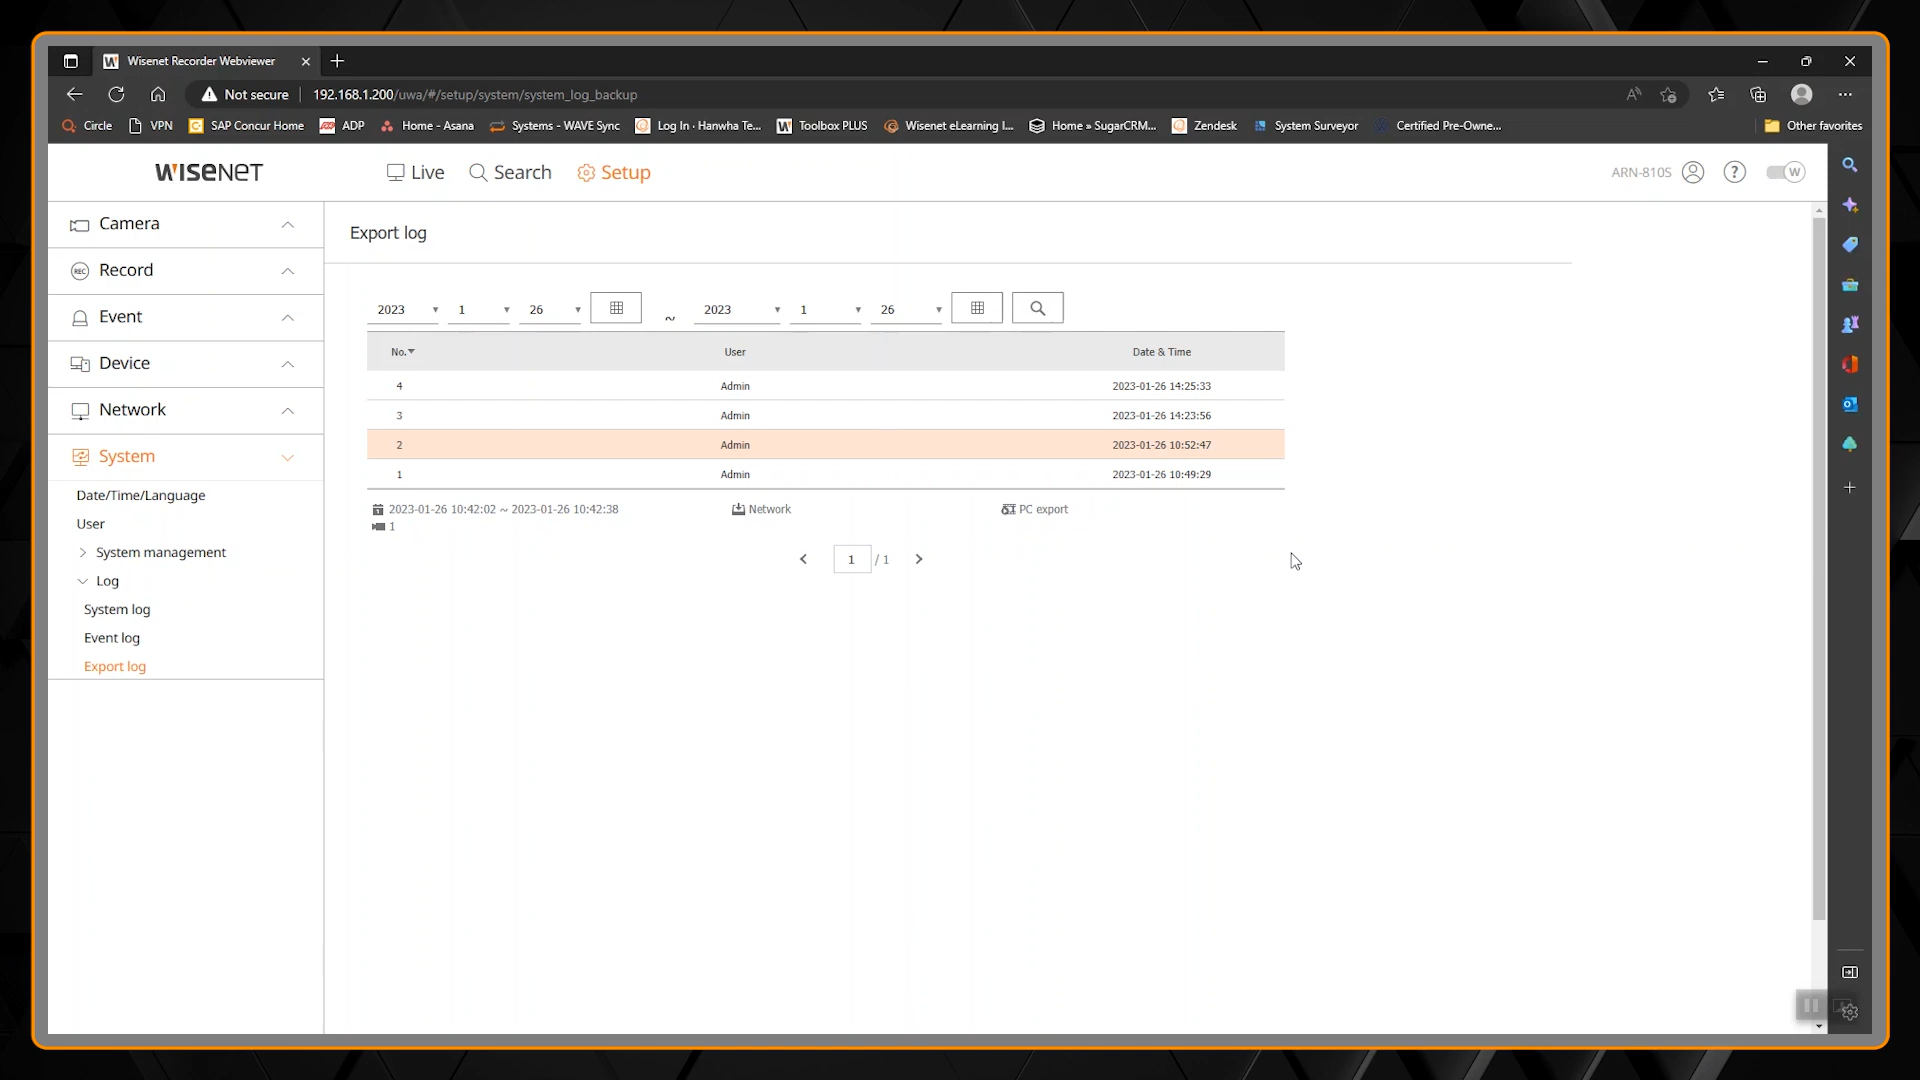 Wisenet Recorder Webviewer
Not secure 192.168.1.200/uwa/#/setup/system/system_log_backup
Circle VPN SAP Concur Home ADP Home - Asana Systems - WAVE Sync Log In · Hanwha Te... Toolbox PLUS Wisenet eLearning I... Home » SugarCRM... Zendesk System Surveyor Certified Pre-Owne... Other favorites
WISENET Live Search Setup ARN-810S W
Camera
Record
Event
Device
Network
System
Date/Time/Language
User
System management
Log
System log
Event log
Export log
Export log
2023 1 26 ~ 2023 1 26
No. User Date & Time
4 Admin 2023-01-26 14:25:33
3 Admin 2023-01-26 14:23:56
2 Admin 2023-01-26 10:52:47
1 Admin 2023-01-26 10:49:29
2023-01-26 10:42:02 ~ 2023-01-26 10:42:38 Network PC export
1
1 / 1